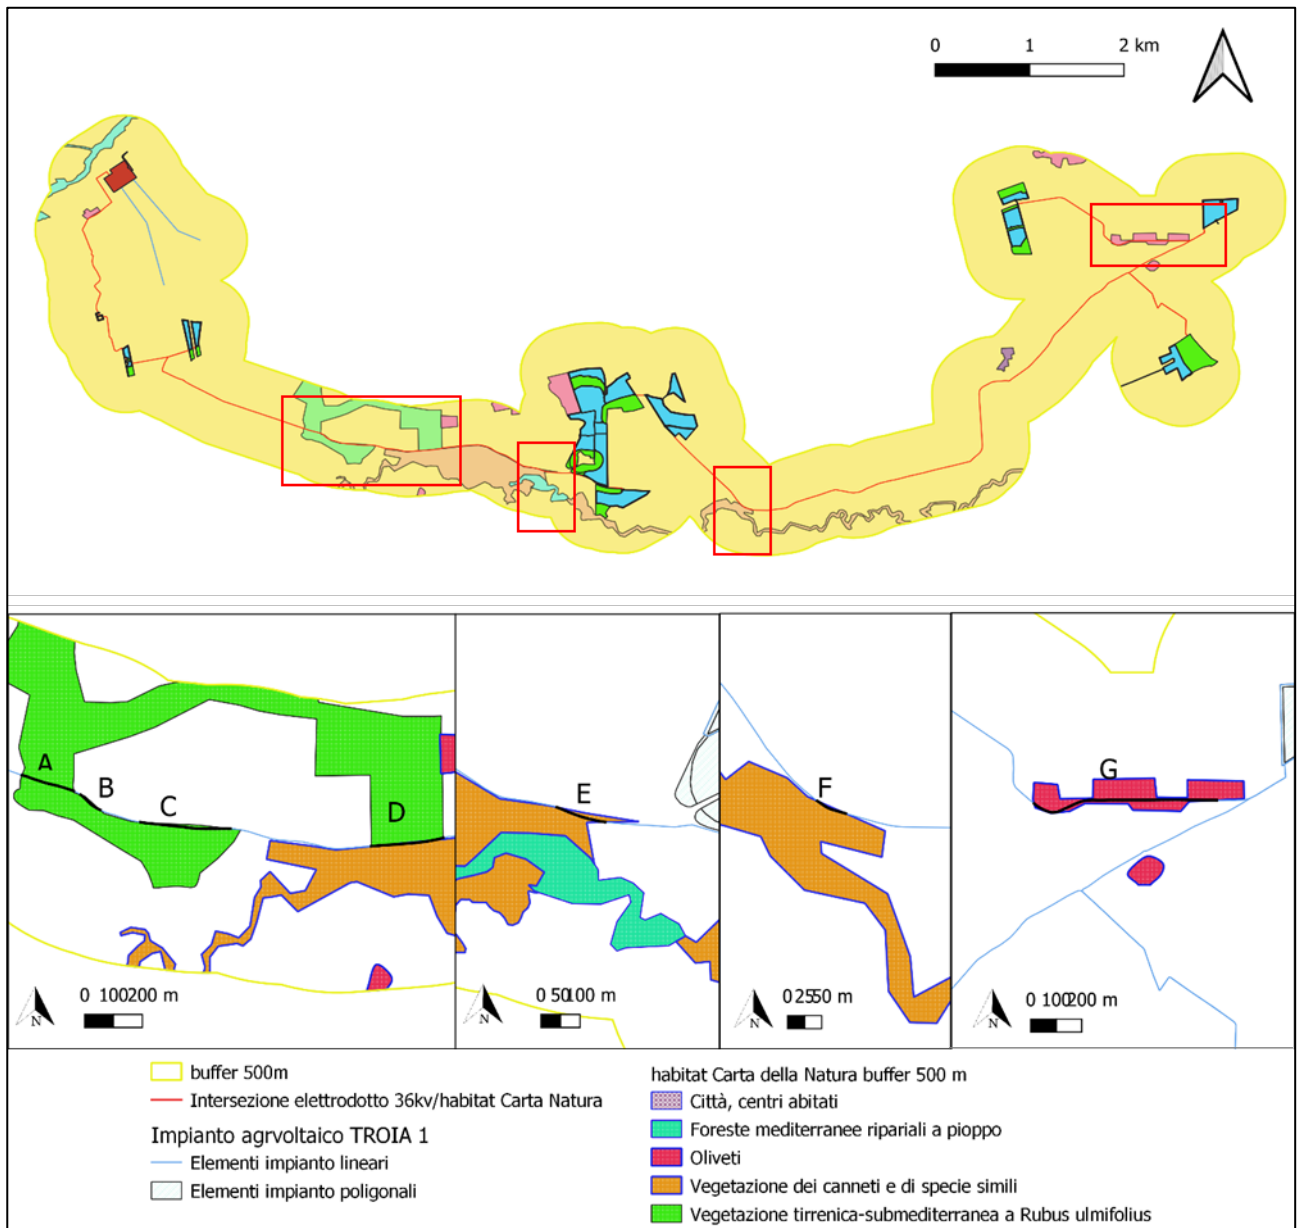 0 1 2 km
A
B
C
D
E
F
G
0 100200 m
N
0 50100 m
N
0 2550 m
N
0 100200 m
N
buffer 500m
Intersezione elettrodotto 36kv/habitat Carta Natura
Impianto agrvoltaico TROIA 1
Elementi impianto lineari
Elementi impianto poligonali
habitat Carta della Natura buffer 500 m
Città, centri abitati
Foreste mediterranee ripariali a pioppo
Oliveti
Vegetazione dei canneti e di specie simili
Vegetazione tirrenica-submediterranea a Rubus ulmifolius